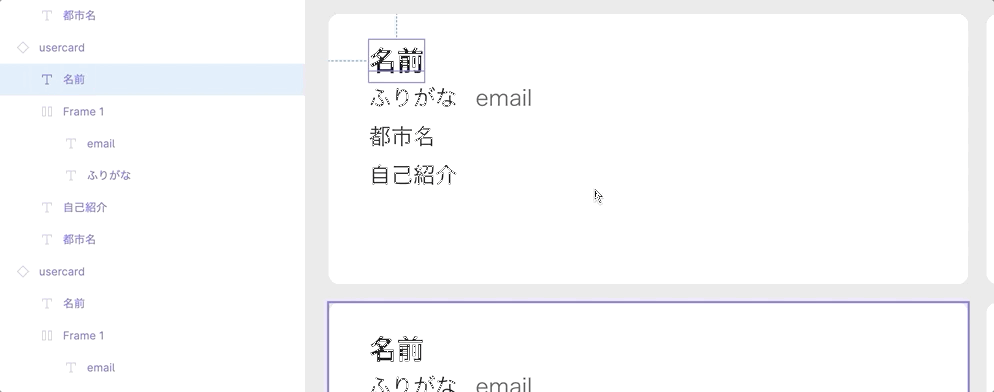 都市名
usercard
名前
Frame 1
email
ふりがな
自己紹介
都市名
usercard
名前
Frame 1
email
名前
ふりがな email
都市名
自己紹介
名前
ふりがな email